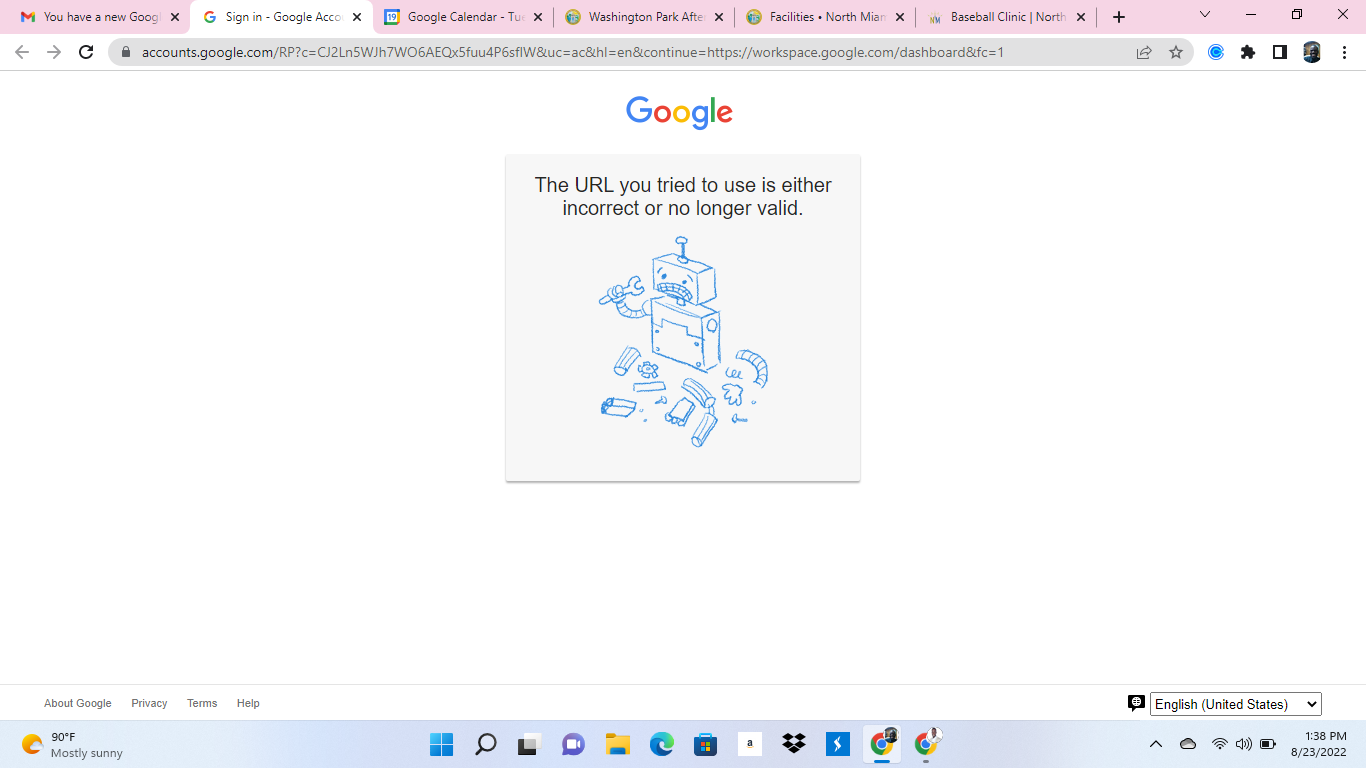 You have a new Googl
Sign in - Google Acco
Google Calendar - Tue
Washington Park Afte
Facilities • North Mian
Baseball Clinic | North
accounts.google.com/RP?c=CJ2Ln5WJh7WO6AEQx5fuu4P6sfIW&uc=ac&hl=en&continue=https://workspace.google.com/dashboard&fc=1
Google
The URL you tried to use is either
incorrect or no longer valid.
About Google
Privacy
Terms
Help
English (United States)
90°F
Mostly sunny
1:38 PM
8/23/2022